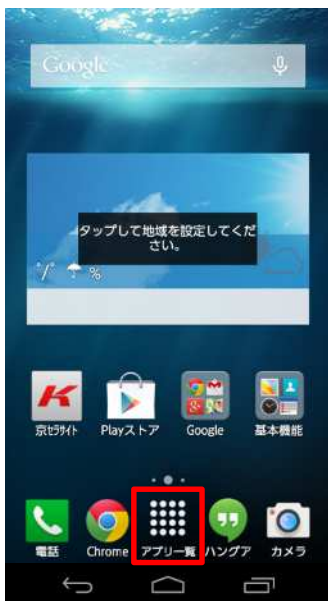 Google
タップして地域を設定してくだ
さい。
°/° %
京セラサイト Playストア Google 基本機能
電話 Chrome アプリ一覧 ハングア カメラ